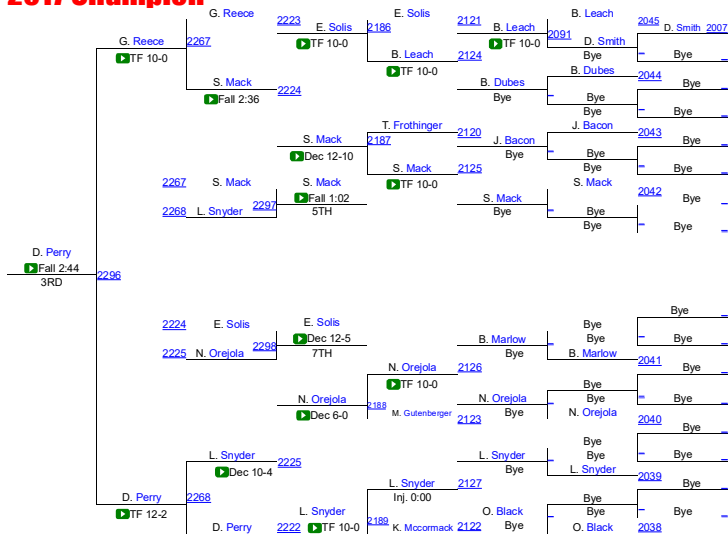 2017 Champion
G. Reece
2223
E. Solis
2121
B. Leach
2045
D. Smith 2007
G. Reece
2267
E. Solis
2186
B. Leach
2091
D. Smith
Bye
TF 10-0
TF 10-0
B. Leach
2124
TF 10-0
Bye
Bye
TF 10-0
B. Dubes
2044
S. Mack
2224
B. Dubes
Bye
Bye
Fall 2:36
Bye
Bye
T. Frothinger
2120
J. Bacon
2043
S. Mack
2187
J. Bacon
Bye
Bye
Dec 12-10
Bye
S. Mack
2125
Bye
Bye
TF 10-0
2267
S. Mack
S. Mack
S. Mack
2042
Bye
2268
L. Snyder
2297
Fall 1:02
S. Mack
Bye
5TH
Bye
Bye
Bye
D. Perry
Fall 2:44
2296
3RD
Bye
2224
E. Solis
E. Solis
Bye
2225
N. Orejola
2298
Dec 12-5
B. Marlow
Bye
Bye
7TH
Bye
B. Marlow
2041
N. Orejola
2126
Bye
TF 10-0
Bye
N. Orejola
2188
N. Orejola
Bye
Bye
Dec 6-0
M. Gutenberger
2123
Bye
N. Orejola
2040
Bye
L. Snyder
2225
Bye
L. Snyder
Bye
Bye
Dec 10-4
Bye
L. Snyder
2039
L. Snyder
2127
Bye
D. Perry
2268
Inj. 0:00
Bye
TF 12-2
L. Snyder
2189
O. Black
Bye
Bye
D. Perry
2222
TF 10-0
K. Mccormack
2122
Bye
O. Black
2038